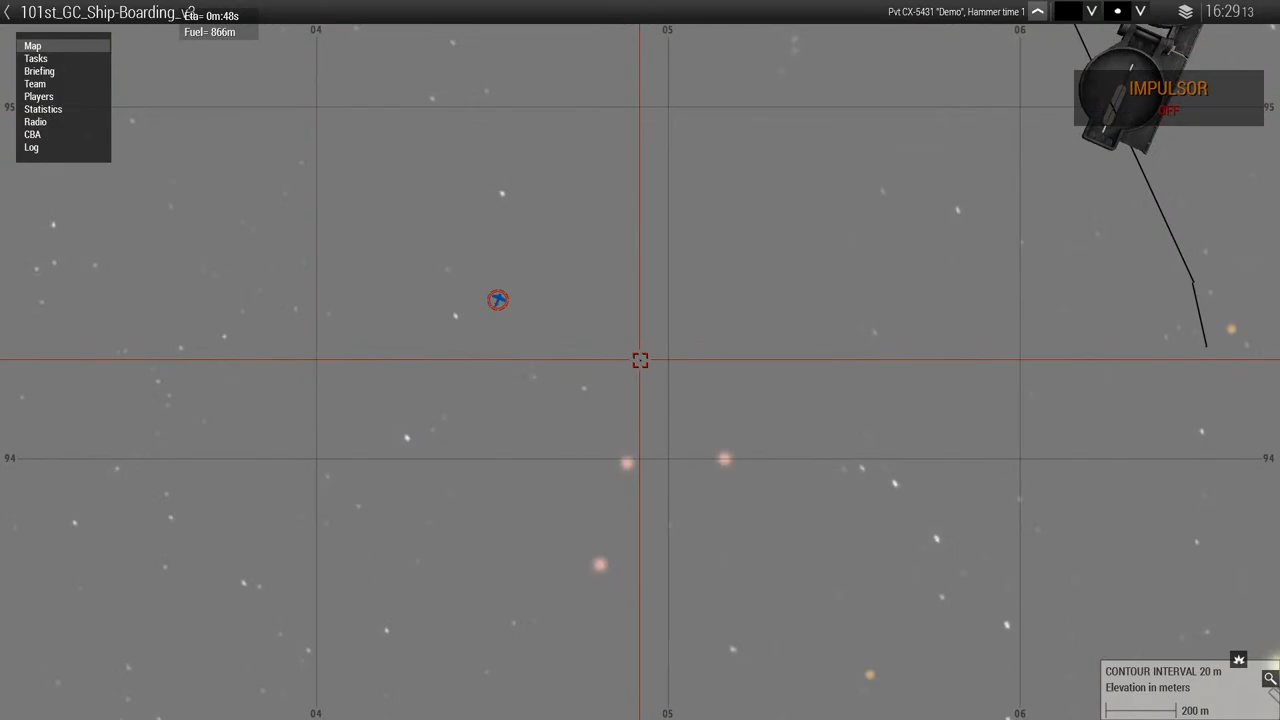 101st_GC_Ship-Boarding_v3
Eta= 0m:48s
Fuel= 866m
Pvt CX-5431 "Demo", Hammer time 1
16:29 13
Map
Tasks
Briefing
Team
Players
Statistics
Radio
CBA
Log
04
05
06
95
95
IMPULSOR
OFF
94
94
04
05
06
CONTOUR INTERVAL 20 m
Elevation in meters
200 m